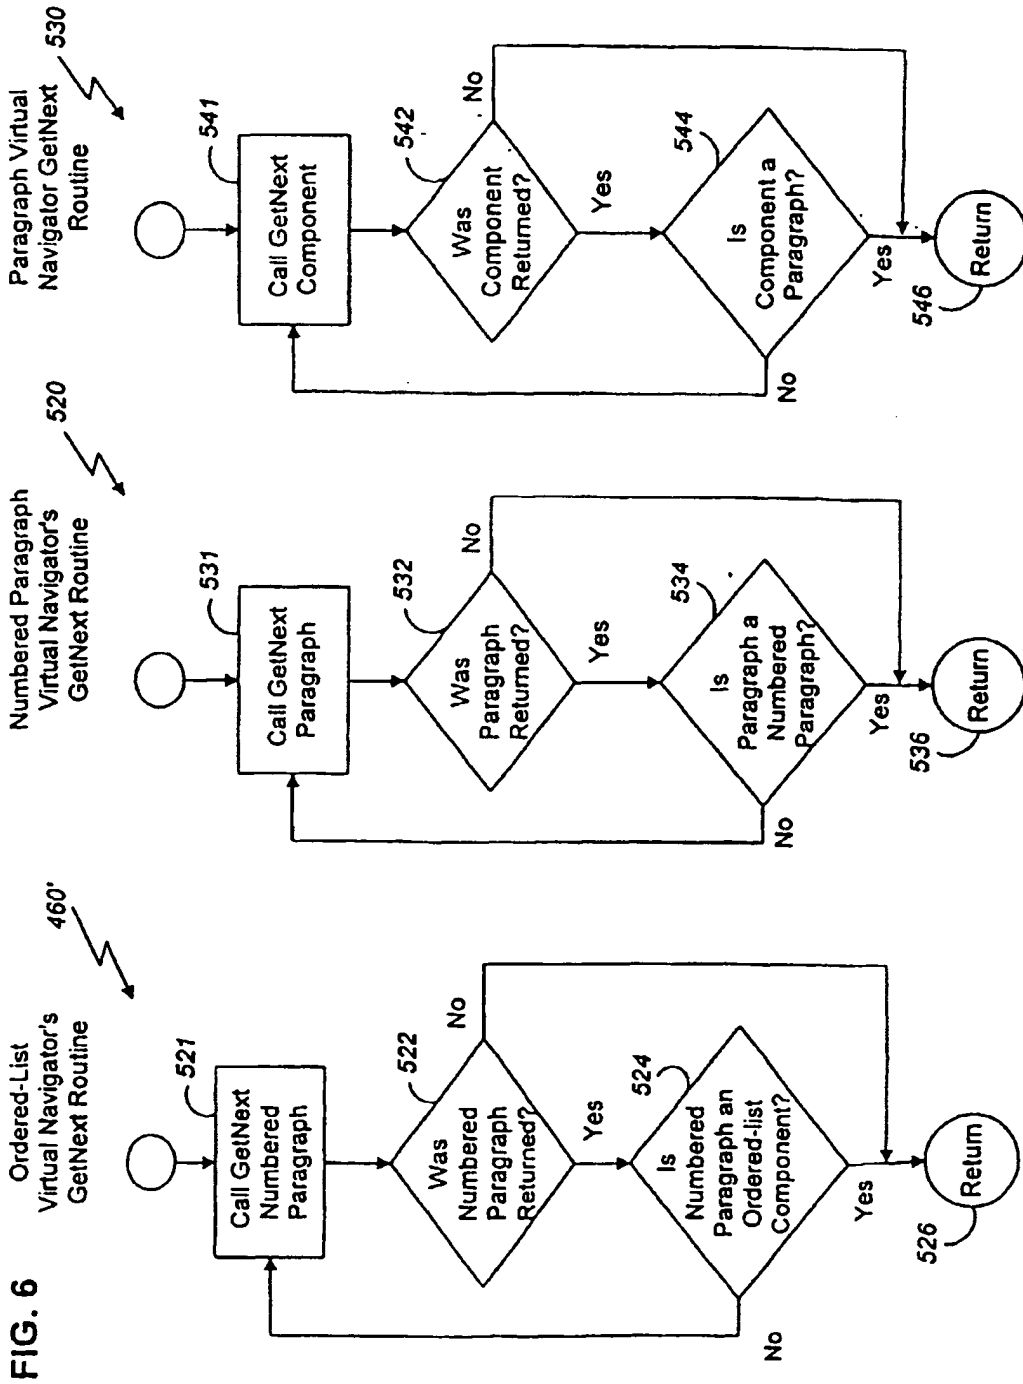 FIG. 6
Ordered-List
Virtual Navigator's
GetNext Routine
460'
521
Call GetNext
Numbered
Paragraph
522
Was
Numbered
Paragraph
Returned?
No
Yes
524
Is
Numbered
Paragraph an
Ordered-list
Component?
No
Yes
526
Return
Numbered Paragraph
Virtual Navigator's
GetNext Routine
520
531
Call GetNext
Paragraph
532
Was
Paragraph
Returned?
No
Yes
534
Is
Paragraph a
Numbered
Paragraph?
No
Yes
536
Return
Paragraph Virtual
Navigator GetNext
Routine
530
541
Call GetNext
Component
542
Was
Component
Returned?
No
Yes
544
Is
Component a
Paragraph?
No
Yes
546
Return